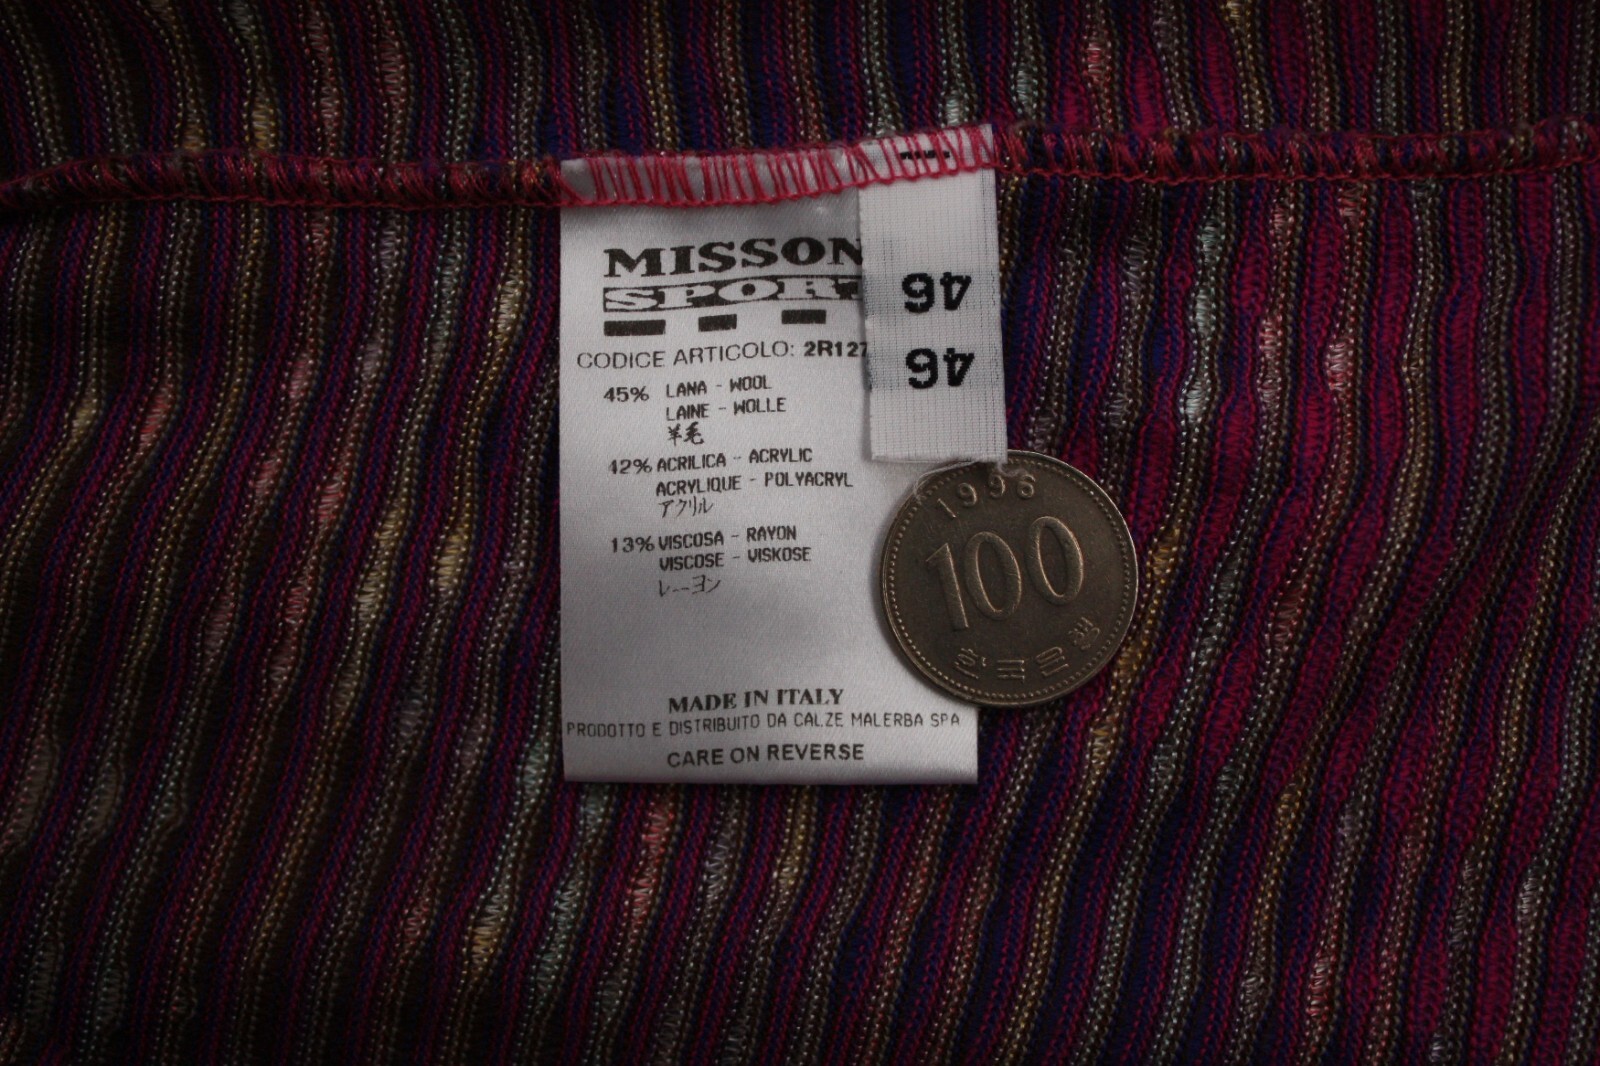 MISSON
SPORT
CODICE ARTICOLO: 2R127
45% LANA - WOOL
LAINE - WOLLE
羊毛
42% ACRILICA - ACRYLIC
ACRYLIQUE - POLYACRYL
アクリル
13% VISCOSA - RAYON
VISCOSE - VISKOSE
レーヨン
MADE IN ITALY
PRODOTTO E DISTRIBUITO DA CALZE MALERBA SPA
CARE ON REVERSE
46
46
1996
100
한국은행